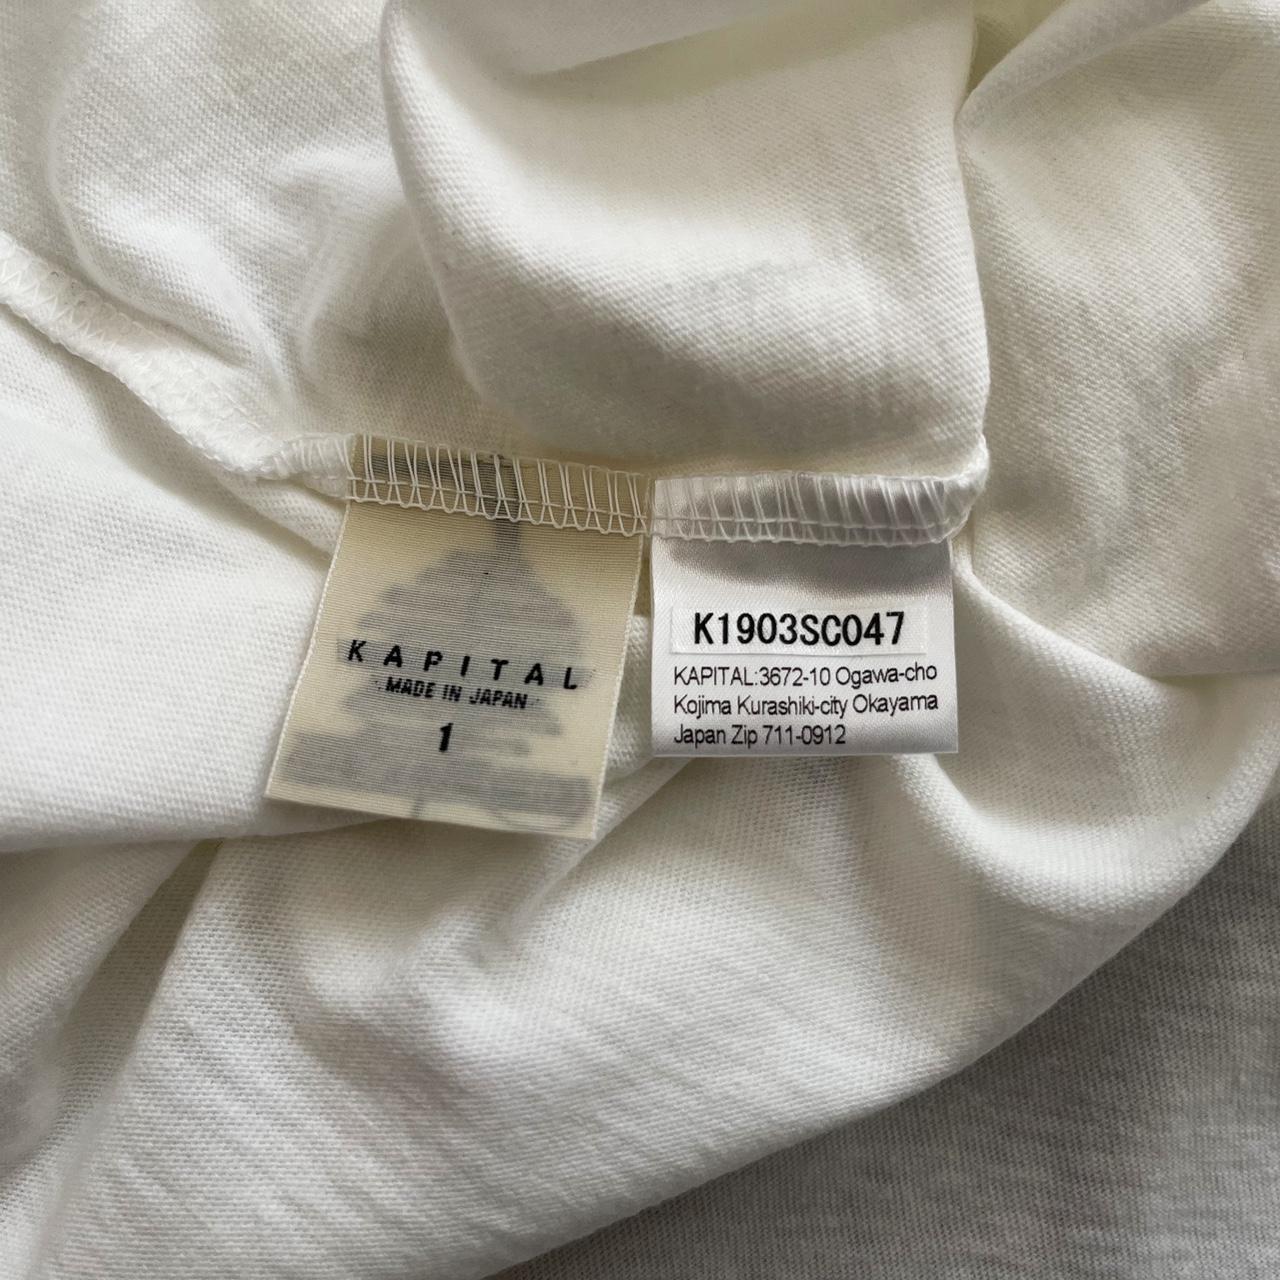 KAPITAL
MADE IN JAPAN
1
K1903SC047
KAPITAL:3672-10 Ogawa-cho
Kojima Kurashiki-city Okayama
Japan Zip 711-0912